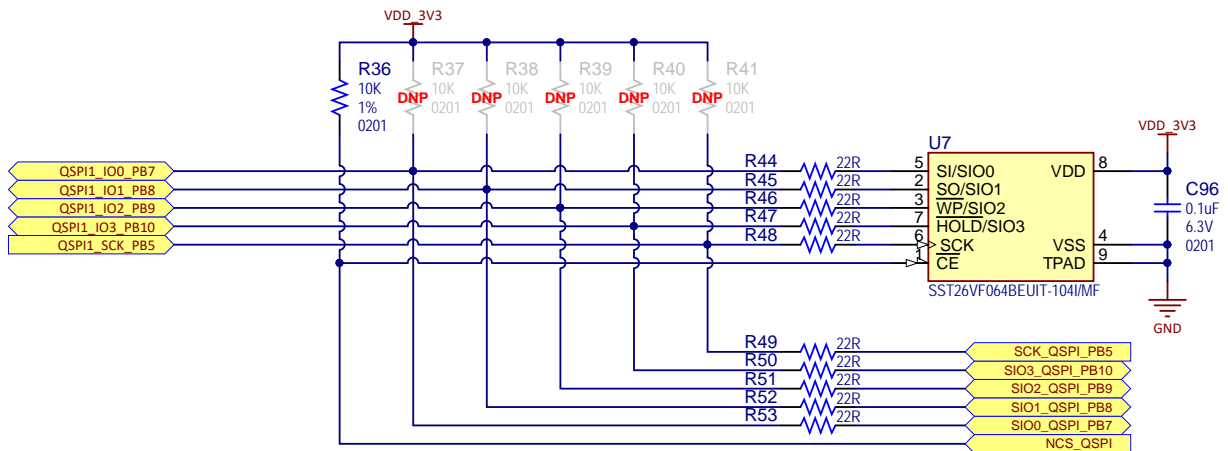 VDD_3V3
R36
10K
1%
0201
R37
10K
DNP
0201
R38
10K
DNP
0201
R39
10K
DNP
0201
R40
10K
DNP
0201
R41
10K
DNP
0201
QSPI1_IO0_PB7
QSPI1_IO1_PB8
QSPI1_IO2_PB9
QSPI1_IO3_PB10
QSPI1_SCK_PB5
R44 22R
R45 22R
R46 22R
R47 22R
R48 22R
U7
5 SI/SIO0
2 SO/SIO1
3 WP/SIO2
7 HOLD/SIO3
6 SCK
1 CE
VDD 8
VSS 4
TPAD 9
SST26VF064BEUIT-104I/MF
VDD_3V3
C96
0.1uF
6.3V
0201
GND
R49 22R SCK_QSPI_PB5
R50 22R SIO3_QSPI_PB10
R51 22R SIO2_QSPI_PB9
R52 22R SIO1_QSPI_PB8
R53 22R SIO0_QSPI_PB7
NCS_QSPI